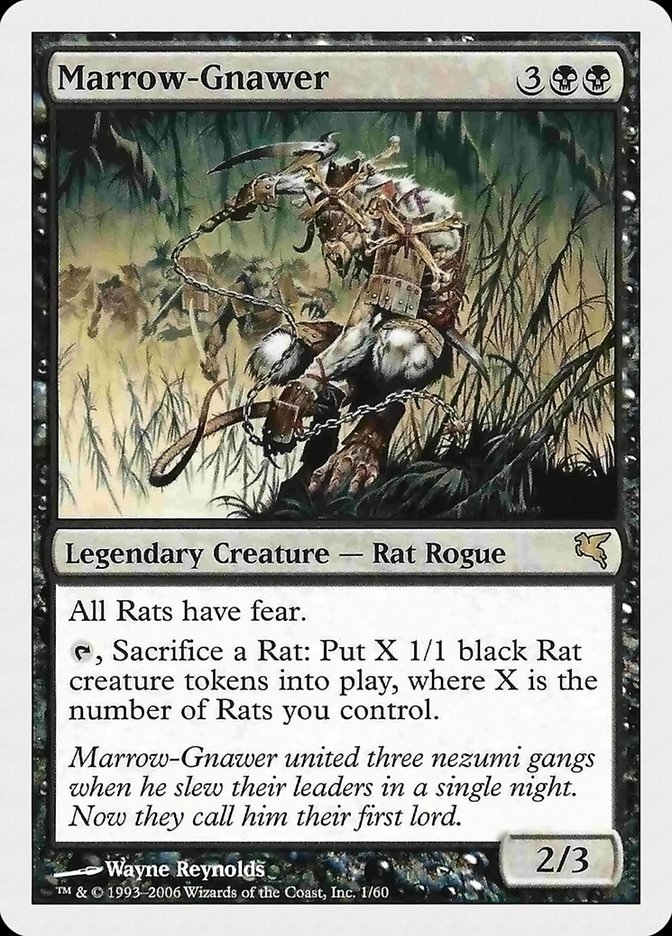 Marrow-Gnawer 3
Legendary Creature — Rat Rogue
All Rats have fear.
, Sacrifice a Rat: Put X 1/1 black Rat
creature tokens into play, where X is the
number of Rats you control.
Marrow-Gnawer united three nezumi gangs
when he slew their leaders in a single night.
Now they call him their first lord.
2/3
Wayne Reynolds
™ & © 1993–2006 Wizards of the Coast, Inc. 1/60